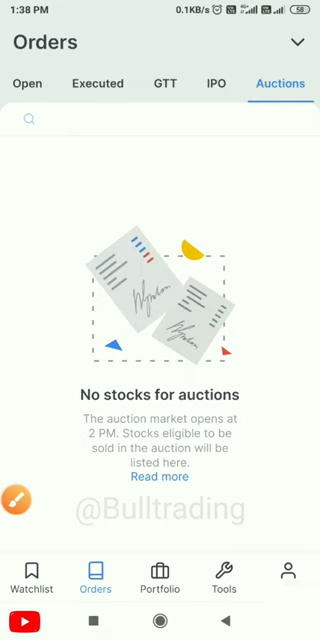 1:38 PM
0.1KB/s
4G+
58
Orders
Open Executed GTT IPO Auctions
No stocks for auctions
The auction market opens at
2 PM. Stocks eligible to be
sold in the auction will be
listed here.
Read more
@Bulltrading
Watchlist Orders Portfolio Tools